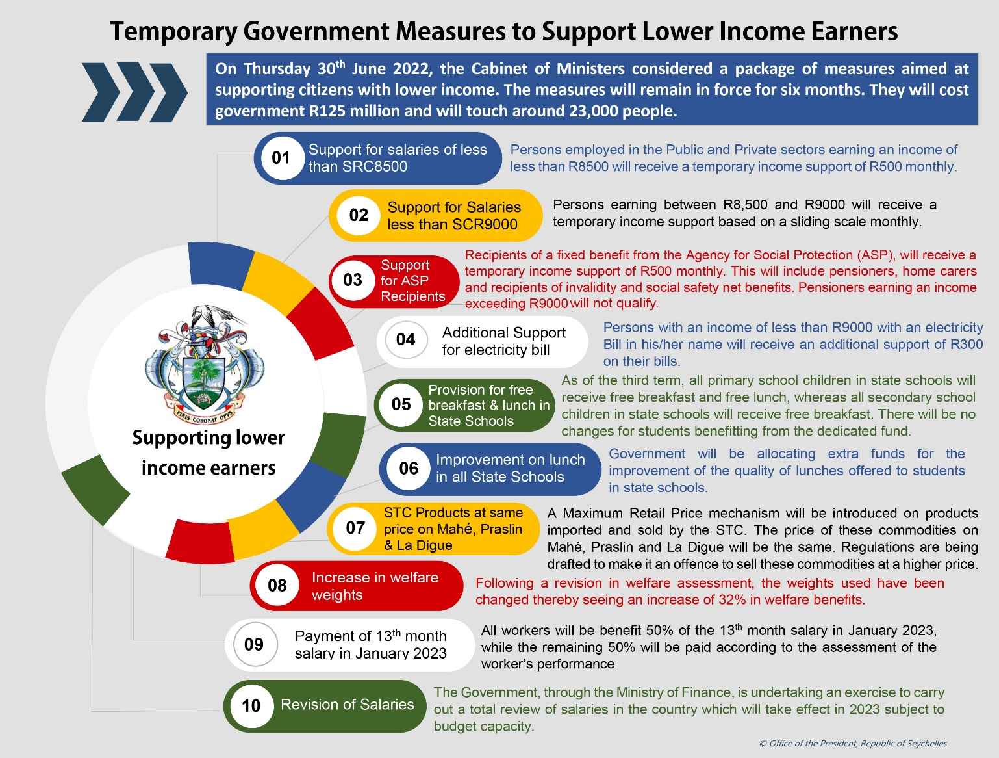 Temporary Government Measures to Support Lower Income Earners
On Thursday 30th June 2022, the Cabinet of Ministers considered a package of measures aimed at
supporting citizens with lower income. The measures will remain in force for six months. They will cost
government R125 million and will touch around 23,000 people.
01
Support for salaries of less
than SRC8500
Persons employed in the Public and Private sectors earning an income of
less than R8500 will receive a temporary income support of R500 monthly.
02
Support for Salaries
less than SCR9000
Persons earning between R8,500 and R9000 will receive a
temporary income support based on a sliding scale monthly.
03
Support
for ASP
Recipients
Recipients of a fixed benefit from the Agency for Social Protection (ASP), will receive a
temporary income support of R500 monthly. This will include pensioners, home carers
and recipients of invalidity and social safety net benefits. Pensioners earning an income
exceeding R9000 will not qualify.
04
Additional Support
for electricity bill
Persons with an income of less than R9000 with an electricity
Bill in his/her name will receive an additional support of R300
on their bills.
05
Provision for free
breakfast & lunch in
State Schools
As of the third term, all primary school children in state schools will
receive free breakfast and free lunch, whereas all secondary school
children in state schools will receive free breakfast. There will be no
changes for students benefitting from the dedicated fund.
FINIS CORONAT OPVS
Supporting lower
income earners
06
Improvement on lunch
in all State Schools
Government will be allocating extra funds for the
improvement of the quality of lunches offered to students
in state schools.
07
STC Products at same
price on Mahé, Praslin
& La Digue
A Maximum Retail Price mechanism will be introduced on products
imported and sold by the STC. The price of these commodities on
Mahé, Praslin and La Digue will be the same. Regulations are being
drafted to make it an offence to sell these commodities at a higher price.
08
Increase in welfare
weights
Following a revision in welfare assessment, the weights used have been
changed thereby seeing an increase of 32% in welfare benefits.
09
Payment of 13th month
salary in January 2023
All workers will be benefit 50% of the 13th month salary in January 2023,
while the remaining 50% will be paid according to the assessment of the
worker's performance
10
Revision of Salaries
The Government, through the Ministry of Finance, is undertaking an exercise to carry
out a total review of salaries in the country which will take effect in 2023 subject to
budget capacity.
© Office of the President, Republic of Seychelles